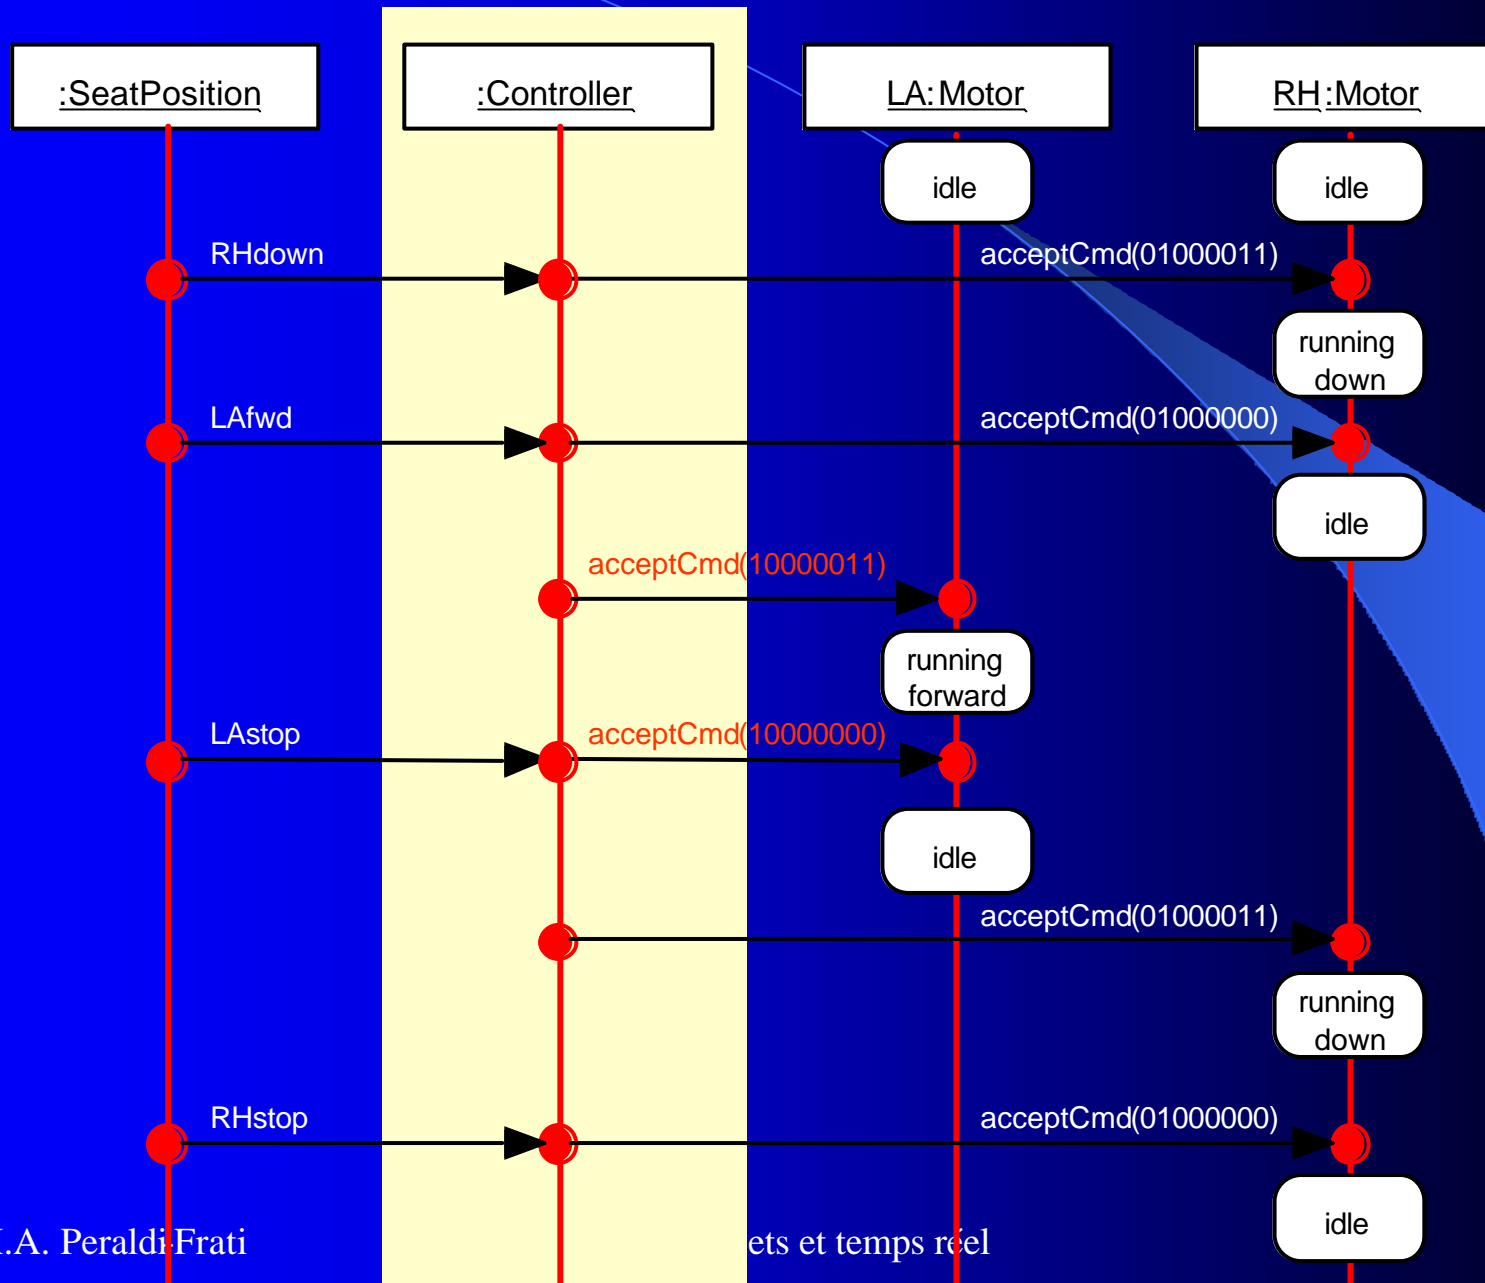 :SeatPosition
:Controller
LA:Motor
RH:Motor
idle
idle
RHdown
acceptCmd(01000011)
running
down
LAfwd
acceptCmd(01000000)
idle
acceptCmd(10000011)
running
forward
LAstop
acceptCmd(10000000)
idle
acceptCmd(01000011)
running
down
RHstop
acceptCmd(01000000)
idle
.A. Peraldi-Frati
ets et temps réel